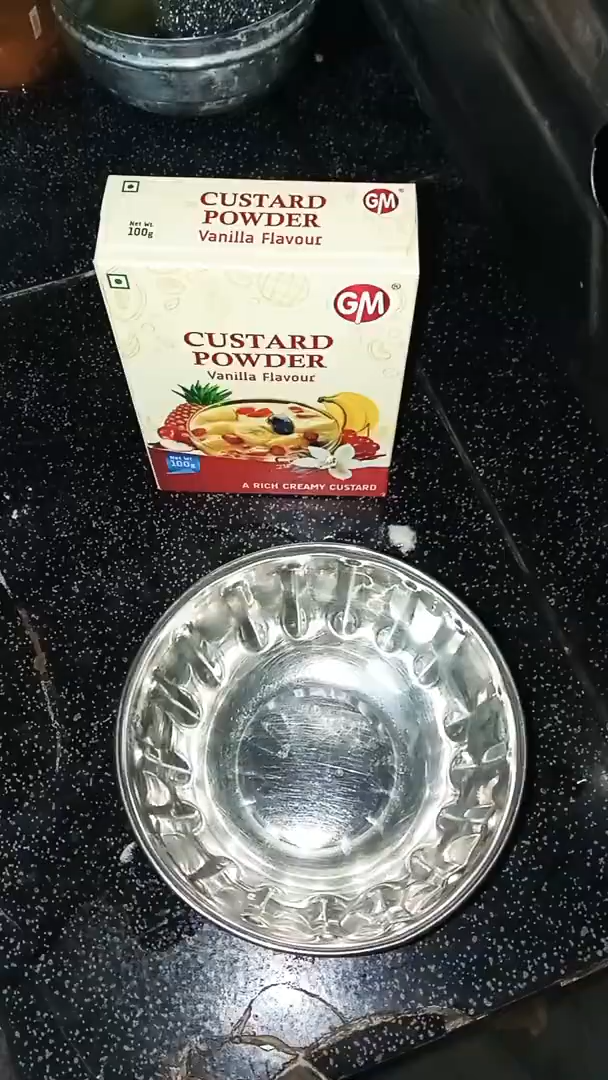 CUSTARD
POWDER
Vanilla Flavour
Net Wt.
100g
GM®
GM®
CUSTARD
POWDER
Vanilla Flavour
Net Wt.
100g
A RICH CREAMY CUSTARD